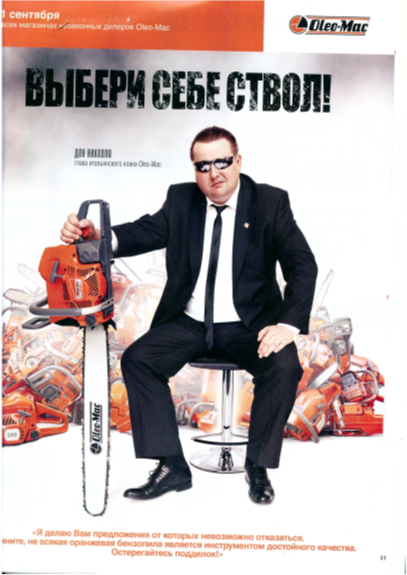 1 сентября
всех магазинах незаконных дилеров Oleo-Mac
Oleo-Mac
ВЫБЕРИ СЕБЕ СТВОЛ!
ДОН НИККОЛО
глава итальянского клана Oleo-Mac
Oleo-Mac
«Я делаю Вам предложения от которых невозможно отказаться.
мните, не всякая оранжевая бензопила является инструментом достойного качества.
Остерегайтесь подделок!»
11